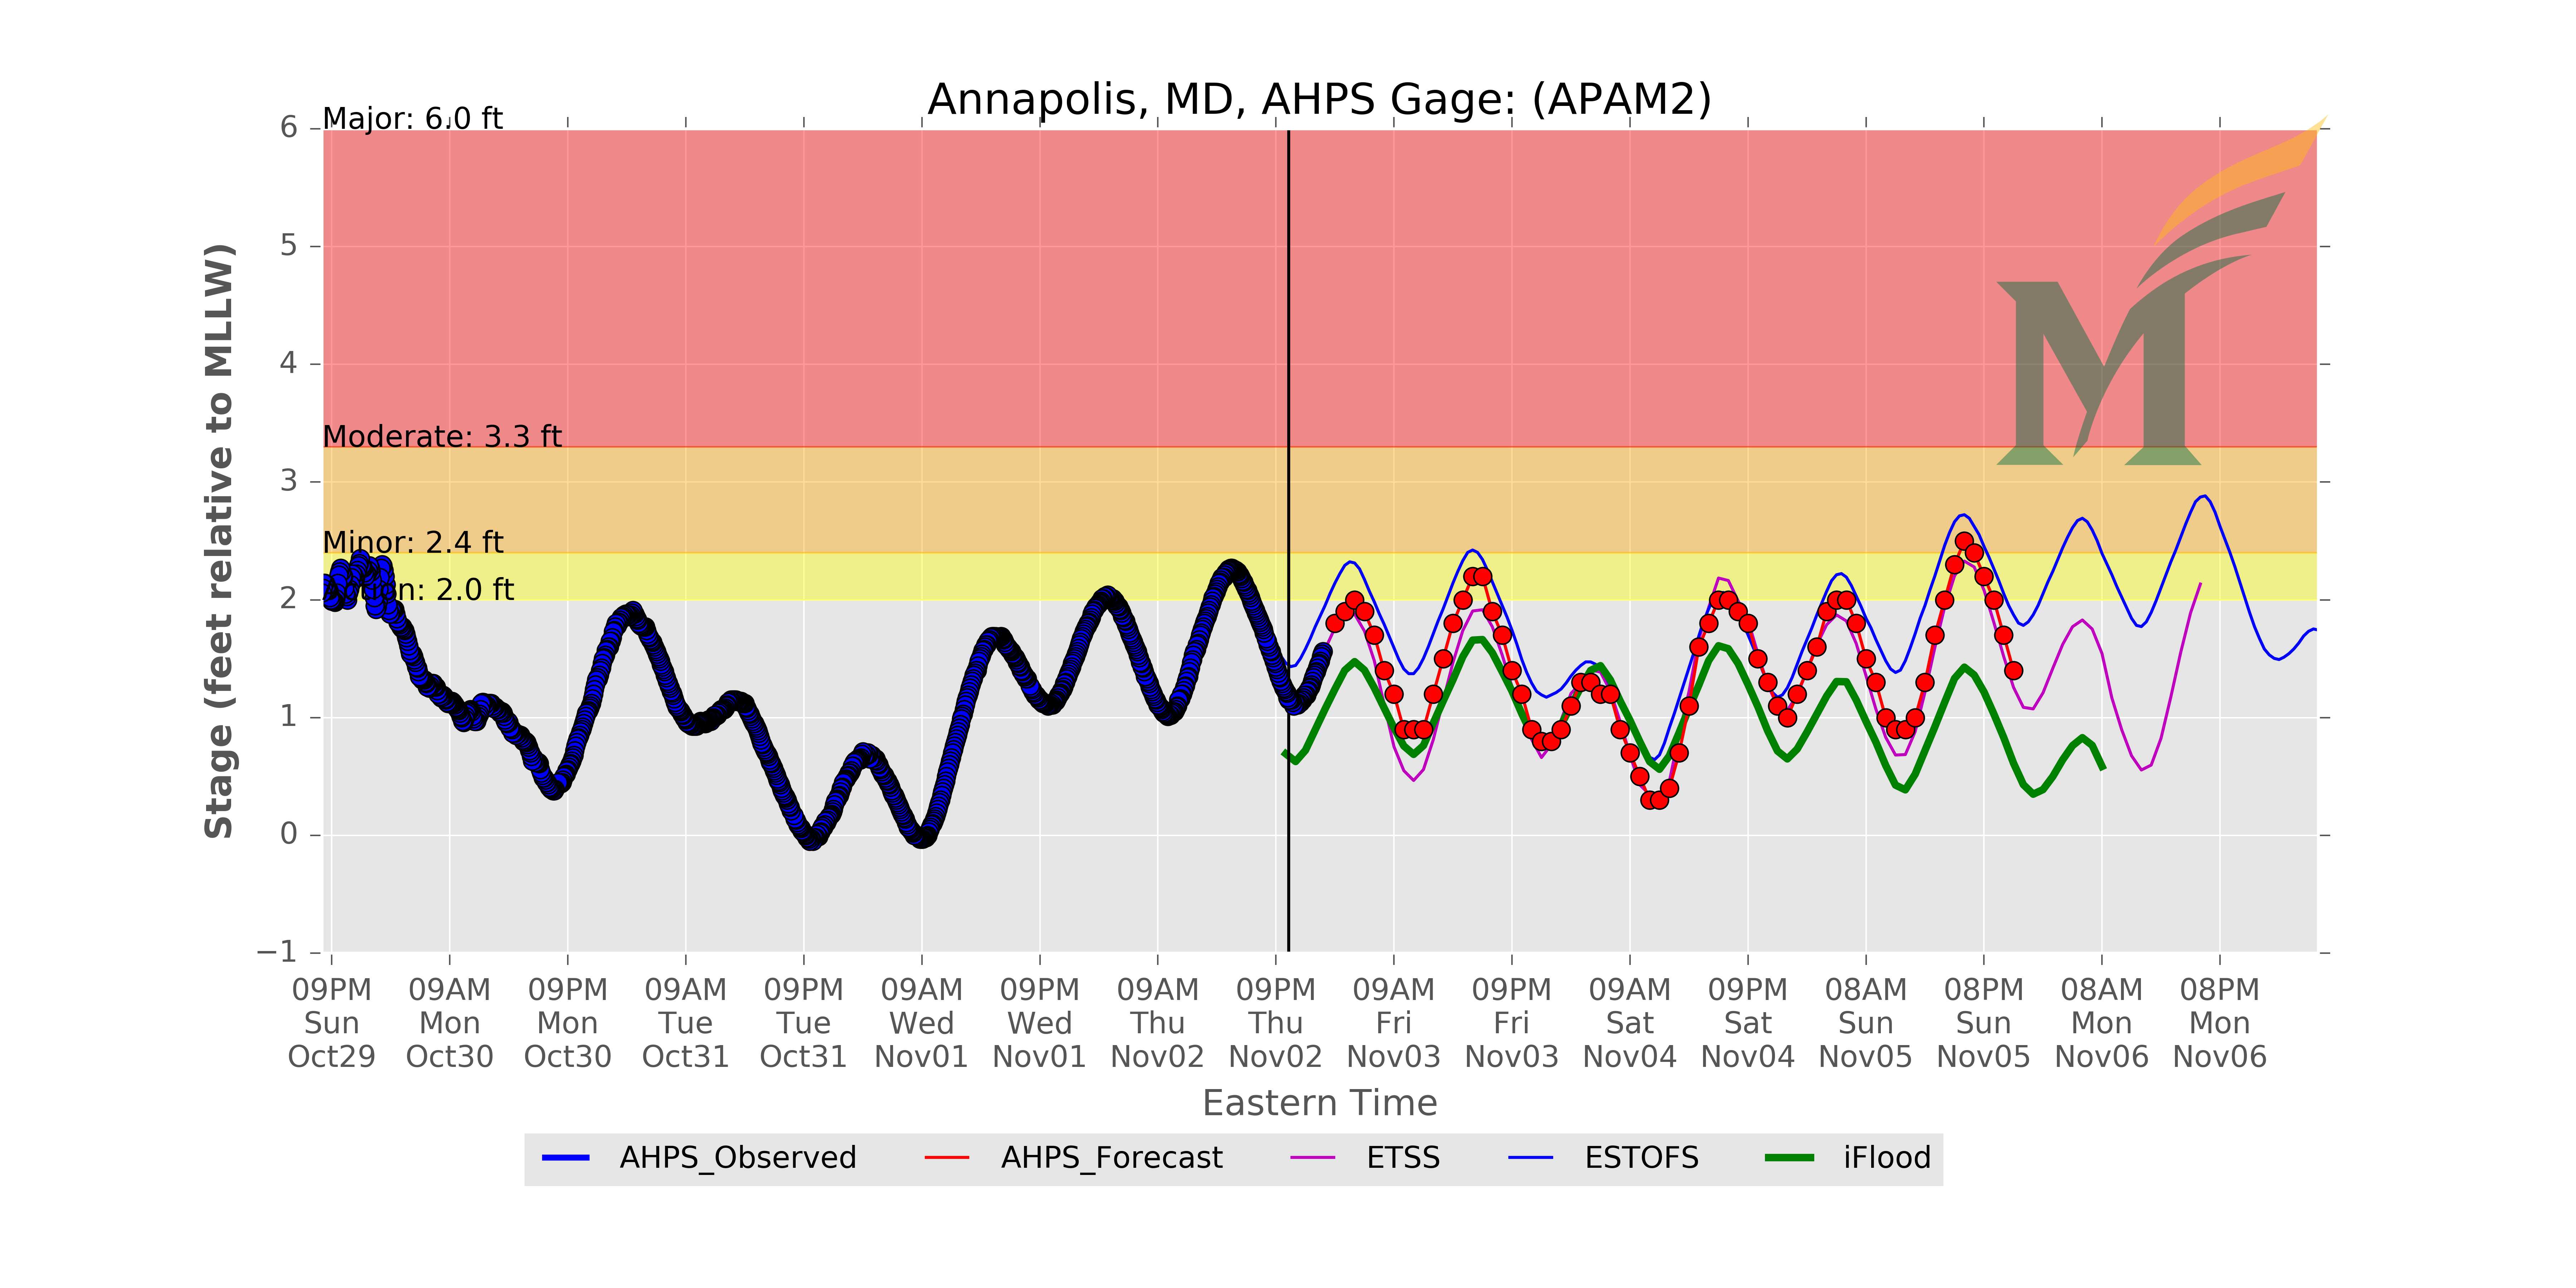 Annapolis, MD, AHPS Gage: (APAM2)
Major: 6.0 ft
Moderate: 3.3 ft
Minor: 2.4 ft
2.0 ft
Stage (feet relative to MLLW)
6
5
4
3
2
1
0
−1
09PM 09AM 09PM 09AM 09PM 09AM 09PM 09AM 09PM 09AM 09PM 09AM 09PM 08AM 08PM 08AM 08PM
Sun Mon Mon Tue Tue Wed Wed Thu Thu Fri Fri Sat Sat Sun Sun Mon Mon
Oct29 Oct30 Oct30 Oct31 Oct31 Nov01 Nov01 Nov02 Nov02 Nov03 Nov03 Nov04 Nov04 Nov05 Nov05 Nov06 Nov06
Eastern Time
AHPS_Observed AHPS_Forecast ETSS ESTOFS iFlood
M